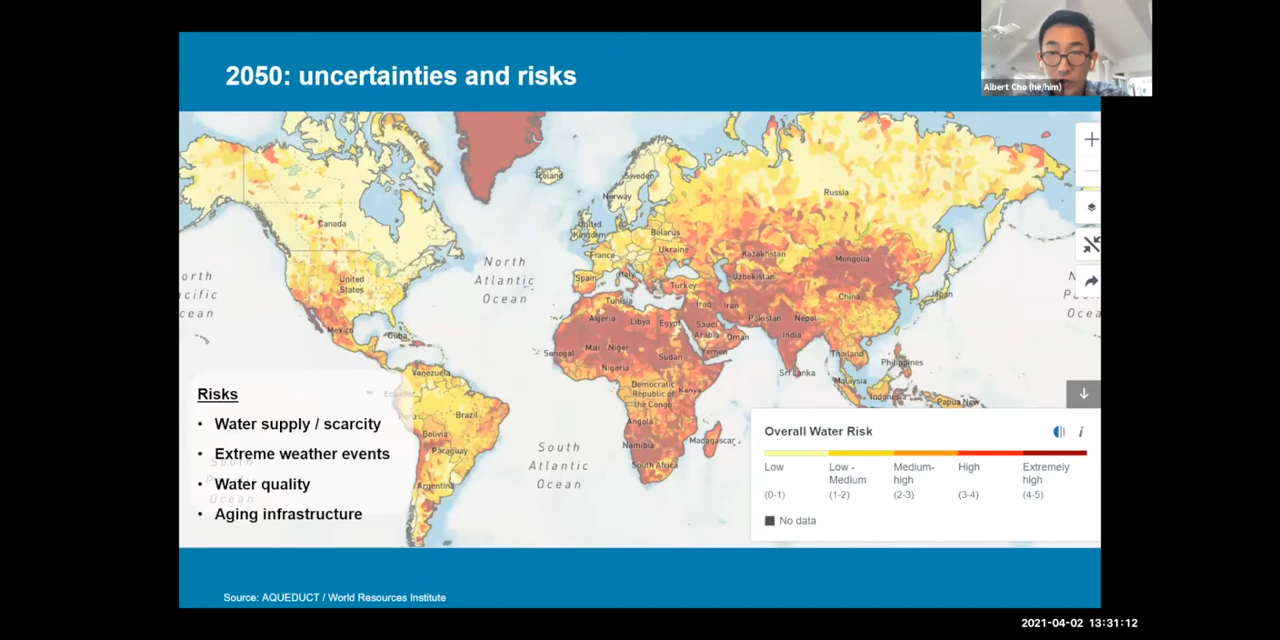 2050: uncertainties and risks
Albert Cho (he/him)
Iceland
Sweden
Norway
Russia
Canada
United
Kingdom
Belarus
Ukraine
France
Kazakhstan
Mongolia
North
Atlantic
Ocean
Spain
Italy
Turkey
Uzbekistan
United
States
orth
cific
cean
Tunisia
Iraq
Iran
China
Japan
Algeria
Libya
Egypt
Saudi
Arabia
Oman
Pakistan
Nepal
India
Mexico
Cuba
Senegal
Mali
Niger
Sudan
Yemen
Thailand
Philippines
Nigeria
Sri Lanka
Venezuela
Malaysia
Democratic
Republic of
the Congo
Kenya
Indonesia
Papua New
Brazil
Angola
Bolivia
Namibia
Madagascar
Paraguay
South
Atlantic
Ocean
South Africa
Argentina
Risks
• Water supply / scarcity
• Extreme weather events
• Water quality
• Aging infrastructure
Overall Water Risk
i
Low
Low -
Medium
Medium-
high
High
Extremely
high
(0-1)
(1-2)
(2-3)
(3-4)
(4-5)
No data
Source: AQUEDUCT / World Resources Institute
2021-04-02 13:31:12